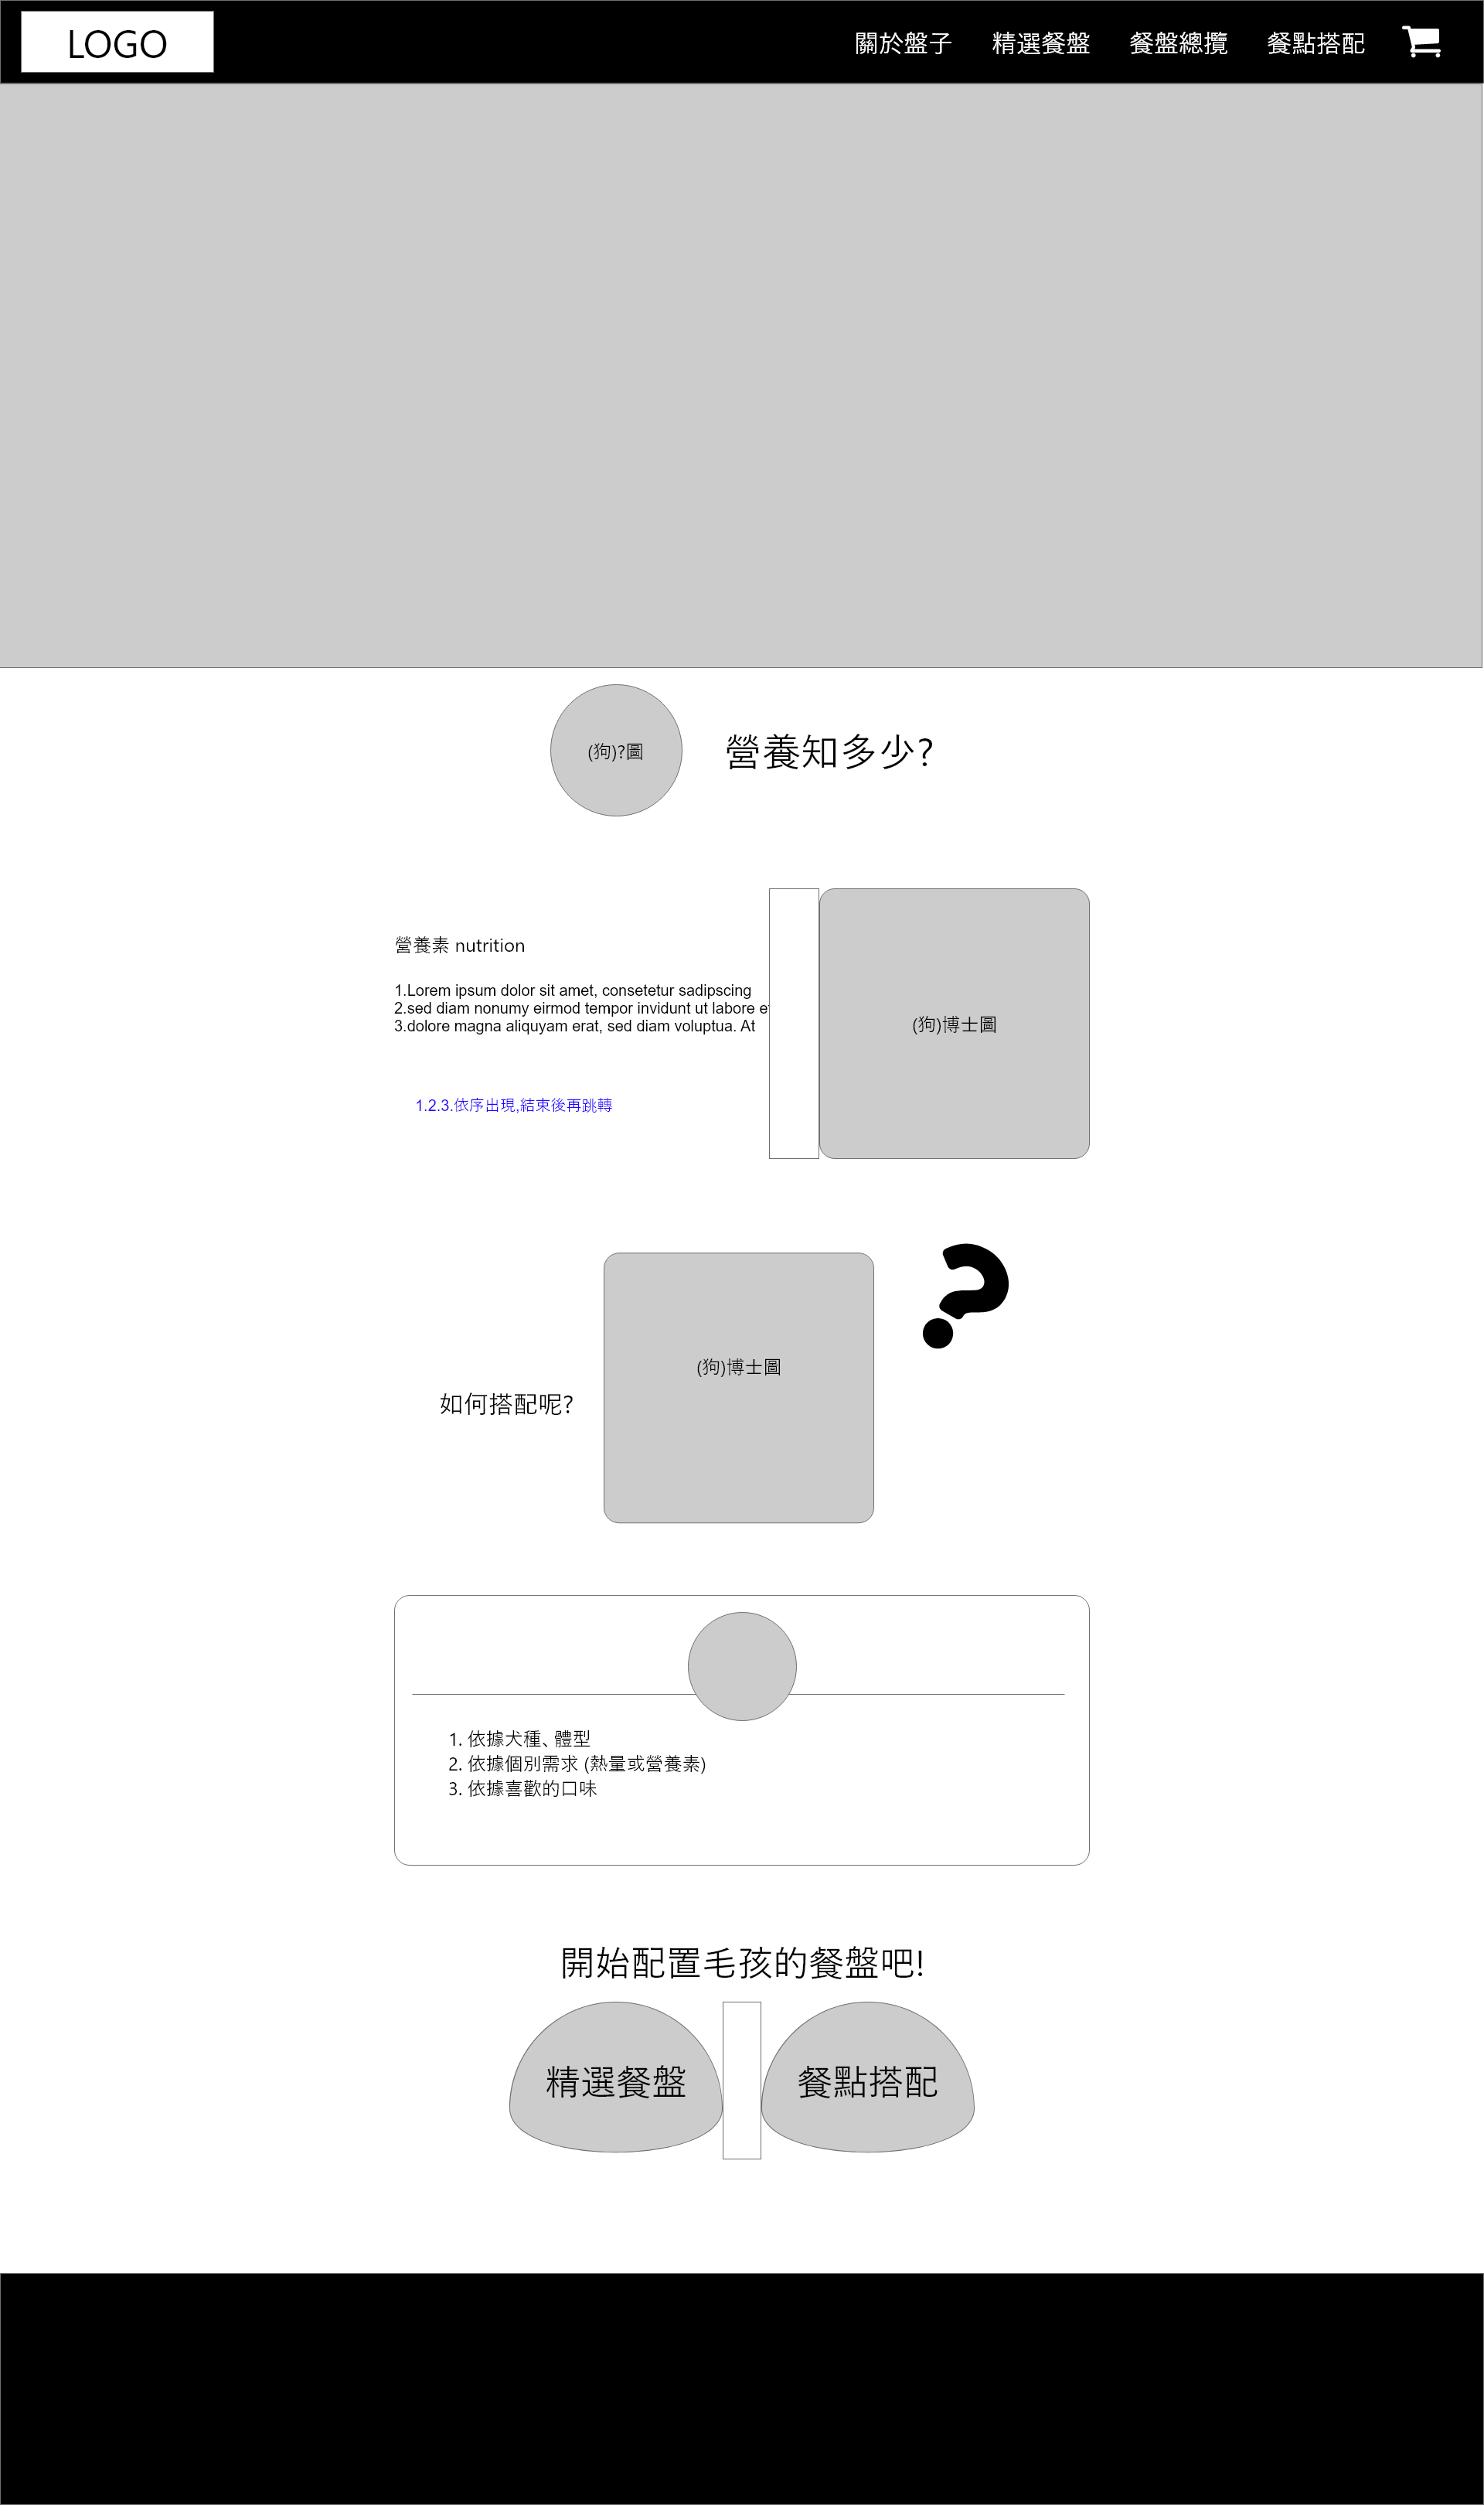 LOGO
關於盤子 精選餐盤 餐盤總攬 餐點搭配
(狗)?圖
營養知多少?
營養素 nutrition
1.Lorem ipsum dolor sit amet, consetetur sadipscing
2.sed diam nonumy eirmod tempor invidunt ut labore et
3.dolore magna aliquyam erat, sed diam voluptua. At
(狗)博士圖
1.2.3.依序出現,結束後再跳轉
?
(狗)博士圖
如何搭配呢?
1. 依據犬種、體型
2. 依據個別需求 (熱量或營養素)
3. 依據喜歡的口味
開始配置毛孩的餐盤吧!
精選餐盤
餐點搭配